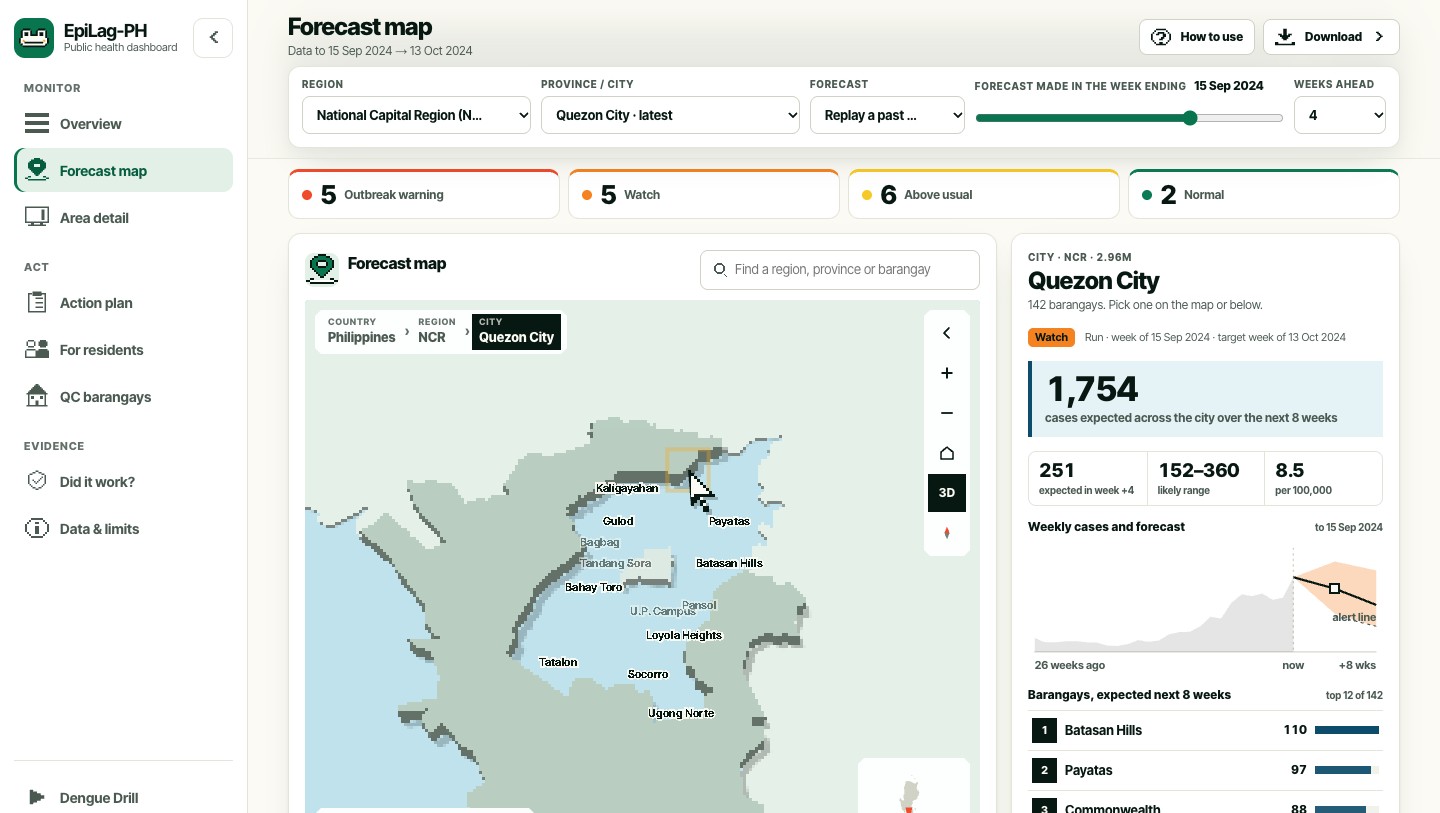 EpiLag-PH
Public health dashboard
MONITOR
Overview
Forecast map
Area detail
ACT
Action plan
For residents
QC barangays
EVIDENCE
Did it work?
Data & limits
Dengue Drill
Forecast map
Data to 15 Sep 2024 → 13 Oct 2024
How to use
Download
REGION
National Capital Region (N...
PROVINCE / CITY
Quezon City · latest
FORECAST
Replay a past ...
FORECAST MADE IN THE WEEK ENDING 15 Sep 2024
WEEKS AHEAD
4
5 Outbreak warning
5 Watch
6 Above usual
2 Normal
Forecast map
Find a region, province or barangay
COUNTRY
Philippines
REGION
NCR
CITY
Quezon City
3D
Kaligayahan
Gulod
Payatas
Bagbag
Tandang Sora
Batasan Hills
Bahay Toro
Pansol
U.P. Campus
Loyola Heights
Tatalon
Socorro
Ugong Norte
CITY · NCR · 2.96M
Quezon City
142 barangays. Pick one on the map or below.
Watch
Run · week of 15 Sep 2024 · target week of 13 Oct 2024
1,754
cases expected across the city over the next 8 weeks
251
expected in week +4
152–360
likely range
8.5
per 100,000
Weekly cases and forecast
to 15 Sep 2024
alert line
26 weeks ago
now
+8 wks
Barangays, expected next 8 weeks
top 12 of 142
1 Batasan Hills 110
2 Payatas 97
3 Commonwealth 88